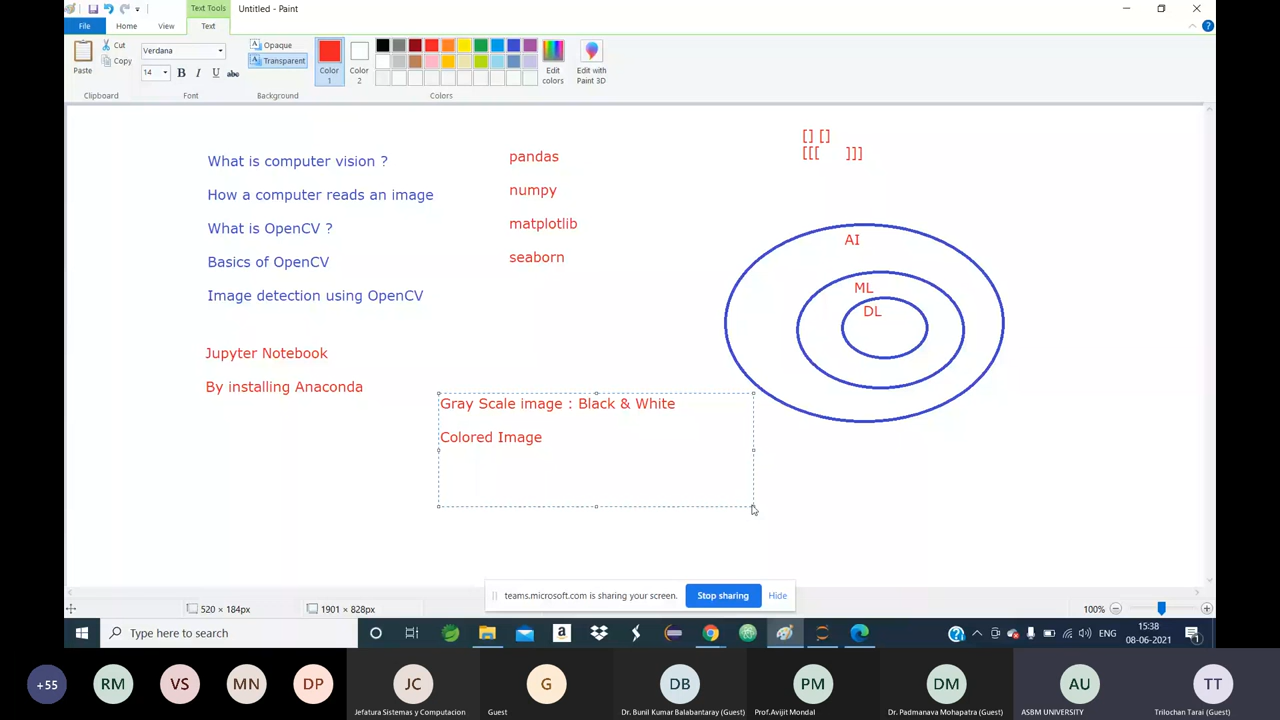 Text Tools
Untitled - Paint
File
Home
View
Text
Paste
Cut
Copy
Clipboard
Verdana
14
B I U abc
Font
Opaque
Transparent
Background
Color 1
Color 2
Edit colors
Edit with Paint 3D
Colors
What is computer vision ?
How a computer reads an image
What is OpenCV ?
Basics of OpenCV
Image detection using OpenCV
Jupyter Notebook
By installing Anaconda
pandas
numpy
matplotlib
seaborn
[] []
[[[ ]]]
AI
ML
DL
Gray Scale image : Black & White
Colored Image
teams.microsoft.com is sharing your screen.
Stop sharing
Hide
520 × 184px
1901 × 828px
100%
Type here to search
ENG
15:38
08-06-2021
+55
RM
VS
MN
DP
JC
Jefatura Sistemas y Computacion
G
Guest
DB
Dr. Bunil Kumar Balabantaray (Guest)
PM
Prof.Avijit Mondal
DM
Dr. Padmanava Mohapatra (Guest)
AU
ASBM UNIVERSITY
TT
Trilochan Tarai (Guest)